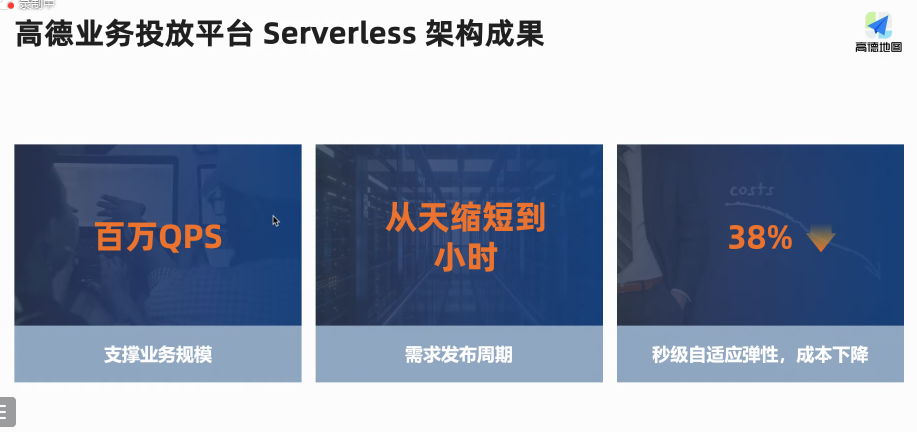 录制中
高德业务投放平台 Serverless 架构成果
高德地图
百万QPS
支撑业务规模
从天缩短到
小时
需求发布周期
costs
38%
秒级自适应弹性，成本下降